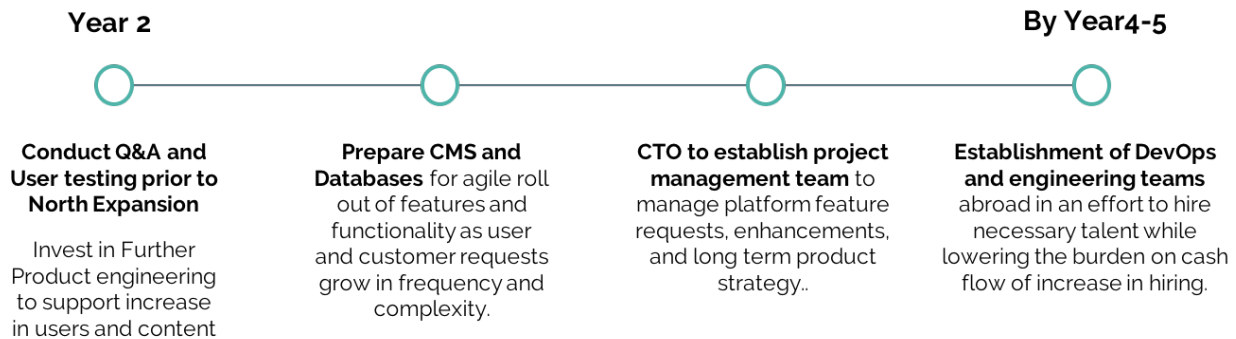 Year 2
By Year4-5
Conduct Q&A and
User testing prior to
North Expansion
Invest in Further
Product engineering
to support increase
in users and content
Prepare CMS and
Databases for agile roll
out of features and
functionality as user
and customer requests
grow in frequency and
complexity.
CTO to establish project
management team to
manage platform feature
requests, enhancements,
and long term product
strategy..
Establishment of DevOps
and engineering teams
abroad in an effort to hire
necessary talent while
lowering the burden on cash
flow of increase in hiring.